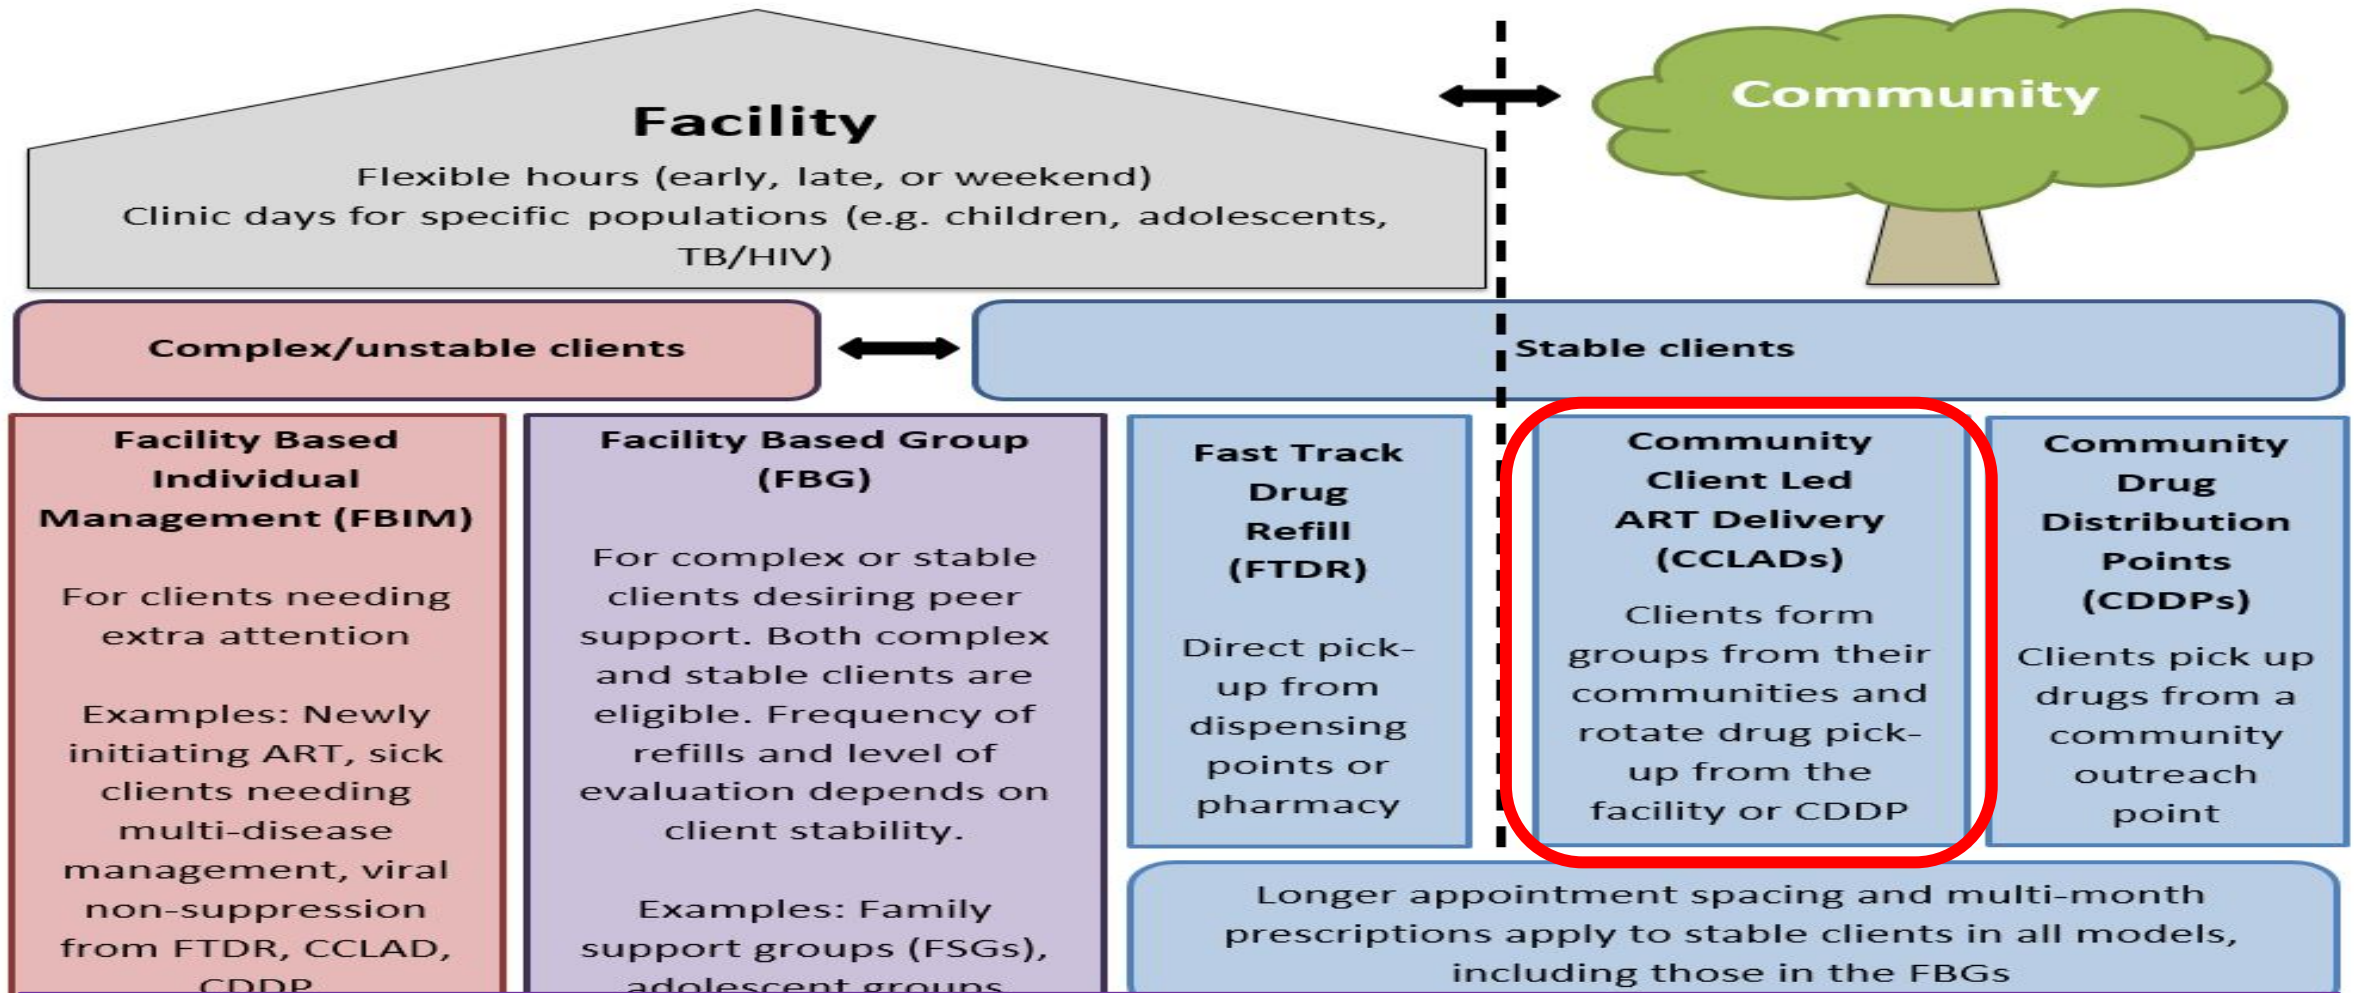 Facility
Flexible hours (early, late, or weekend)
Clinic days for specific populations (e.g. children, adolescents,
TB/HIV)
Community
Complex/unstable clients
Stable clients
Facility Based
Individual
Management (FBIM)
For clients needing
extra attention
Examples: Newly
initiating ART, sick
clients needing
multi-disease
management, viral
non-suppression
from FTDR, CCLAD,
CDDP
Facility Based Group
(FBG)
For complex or stable
clients desiring peer
support. Both complex
and stable clients are
eligible. Frequency of
refills and level of
evaluation depends on
client stability.
Examples: Family
support groups (FSGs),
adolescent groups
Fast Track
Drug
Refill
(FTDR)
Direct pick-
up from
dispensing
points or
pharmacy
Community
Client Led
ART Delivery
(CCLADs)
Clients form
groups from their
communities and
rotate drug pick-
up from the
facility or CDDP
Community
Drug
Distribution
Points
(CDDPs)
Clients pick up
drugs from a
community
outreach
point
Longer appointment spacing and multi-month
prescriptions apply to stable clients in all models,
including those in the FBGs